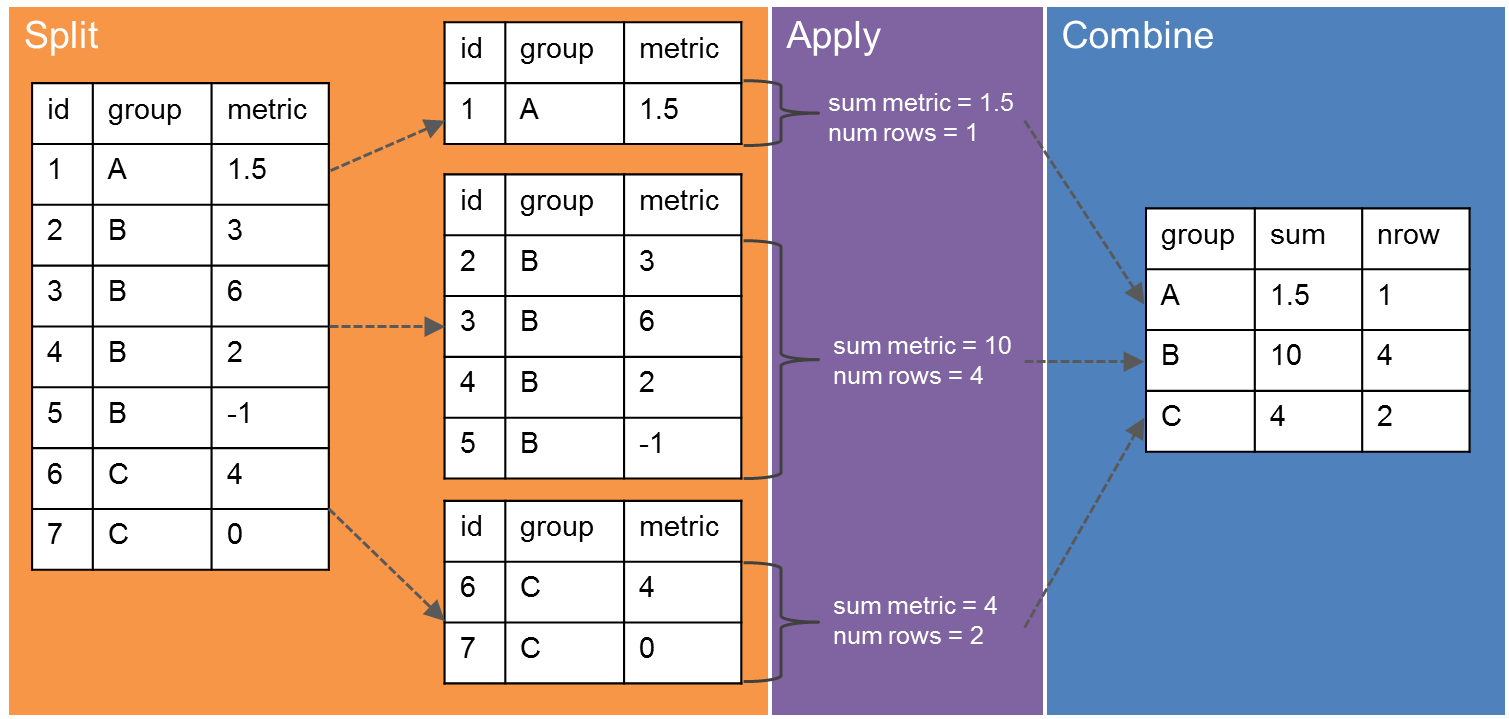 Split
id group metric
1 A 1.5
2 B 3
3 B 6
4 B 2
5 B -1
6 C 4
7 C 0
id group metric
1 A 1.5
id group metric
2 B 3
3 B 6
4 B 2
5 B -1
id group metric
6 C 4
7 C 0
Apply
sum metric = 1.5
num rows = 1
sum metric = 10
num rows = 4
sum metric = 4
num rows = 2
Combine
group sum nrow
A 1.5 1
B 10 4
C 4 2